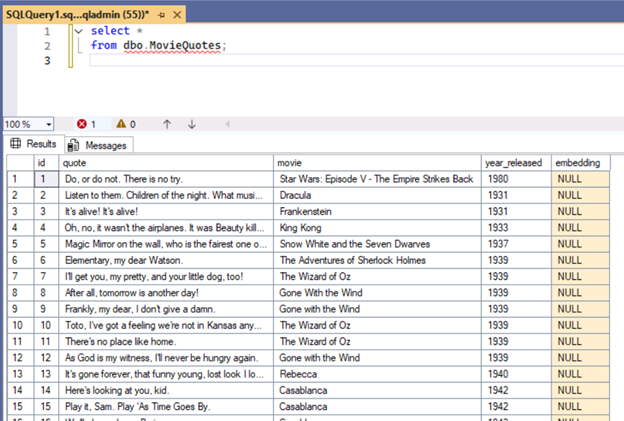 SQLQuery1.sq...qladmin (55))*
1 select *
2 from dbo.MovieQuotes;
3
100 % 1 0
Results Messages
id quote movie year_released embedding
1 1 Do, or do not. There is no try. Star Wars: Episode V - The Empire Strikes Back 1980 NULL
2 2 Listen to them. Children of the night. What musi... Dracula 1931 NULL
3 3 It's alive! It's alive! Frankenstein 1931 NULL
4 4 Oh, no, it wasn't the airplanes. It was Beauty kill... King Kong 1933 NULL
5 5 Magic Mirror on the wall, who is the fairest one o... Snow White and the Seven Dwarves 1937 NULL
6 6 Elementary, my dear Watson. The Adventures of Sherlock Holmes 1939 NULL
7 7 I'll get you, my pretty, and your little dog, too! The Wizard of Oz 1939 NULL
8 8 After all, tomorrow is another day! Gone With the Wind 1939 NULL
9 9 Frankly, my dear, I don't give a damn. Gone with the Wind 1939 NULL
10 10 Toto, I've got a feeling we're not in Kansas any... The Wizard of Oz 1939 NULL
11 11 There's no place like home. The Wizard of Oz 1939 NULL
12 12 As God is my witness, I'll never be hungry again. Gone with the Wind 1939 NULL
13 13 It's gone forever, that funny young, lost look I lo... Rebecca 1940 NULL
14 14 Here's looking at you, kid. Casablanca 1942 NULL
15 15 Play it, Sam. Play 'As Time Goes By. Casablanca 1942 NULL